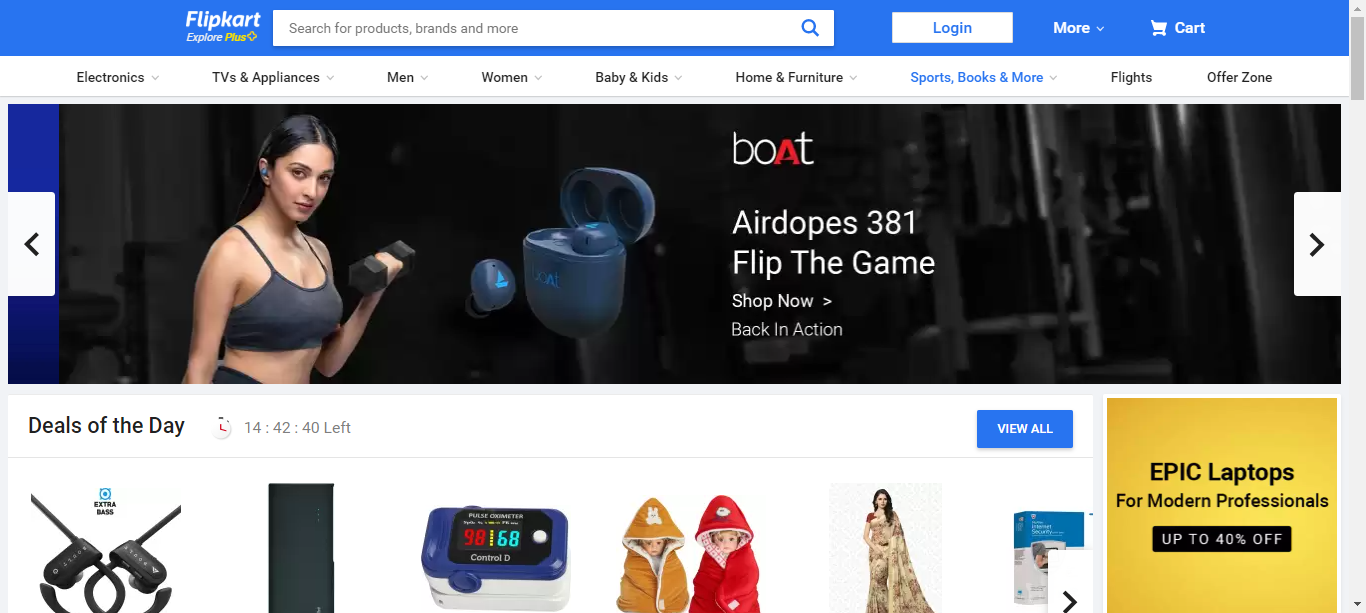 Flipkart
Explore Plus
Search for products, brands and more
Login
More
Cart
Electronics
TVs & Appliances
Men
Women
Baby & Kids
Home & Furniture
Sports, Books & More
Flights
Offer Zone
boAt
Airdopes 381
Flip The Game
Shop Now >
Back In Action
boAt
Deals of the Day
14 : 42 : 40 Left
VIEW ALL
EXTRA
BASS
PULSE OXIMETER
98 68
Control D
Internet
Security
EPIC Laptops
For Modern Professionals
UP TO 40% OFF